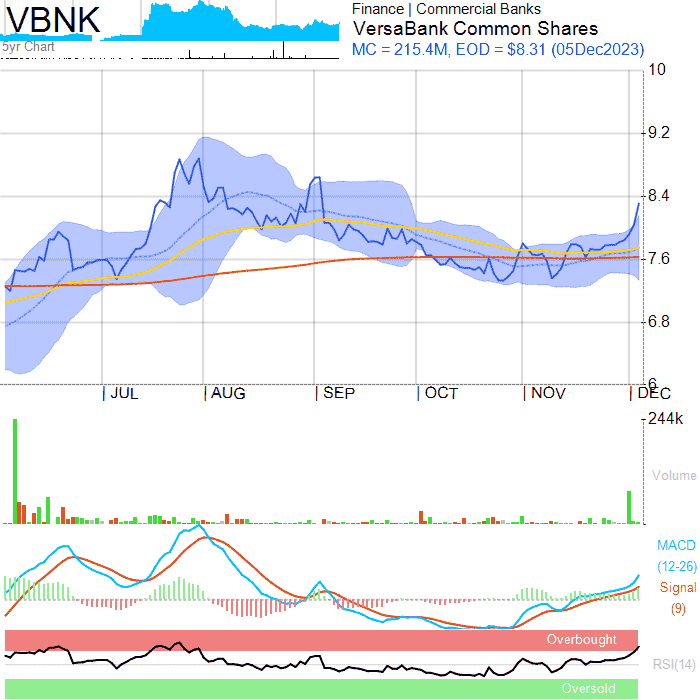 VBNK
5yr Chart
Finance | Commercial Banks
VersaBank Common Shares
MC = 215.4M, EOD = $8.31 (05Dec2023)
10
9.2
8.4
7.6
6.8
6
JUL AUG SEP OCT NOV DEC
244k
Volume
MACD
(12-26)
Signal
(9)
Overbought
RSI(14)
Oversold